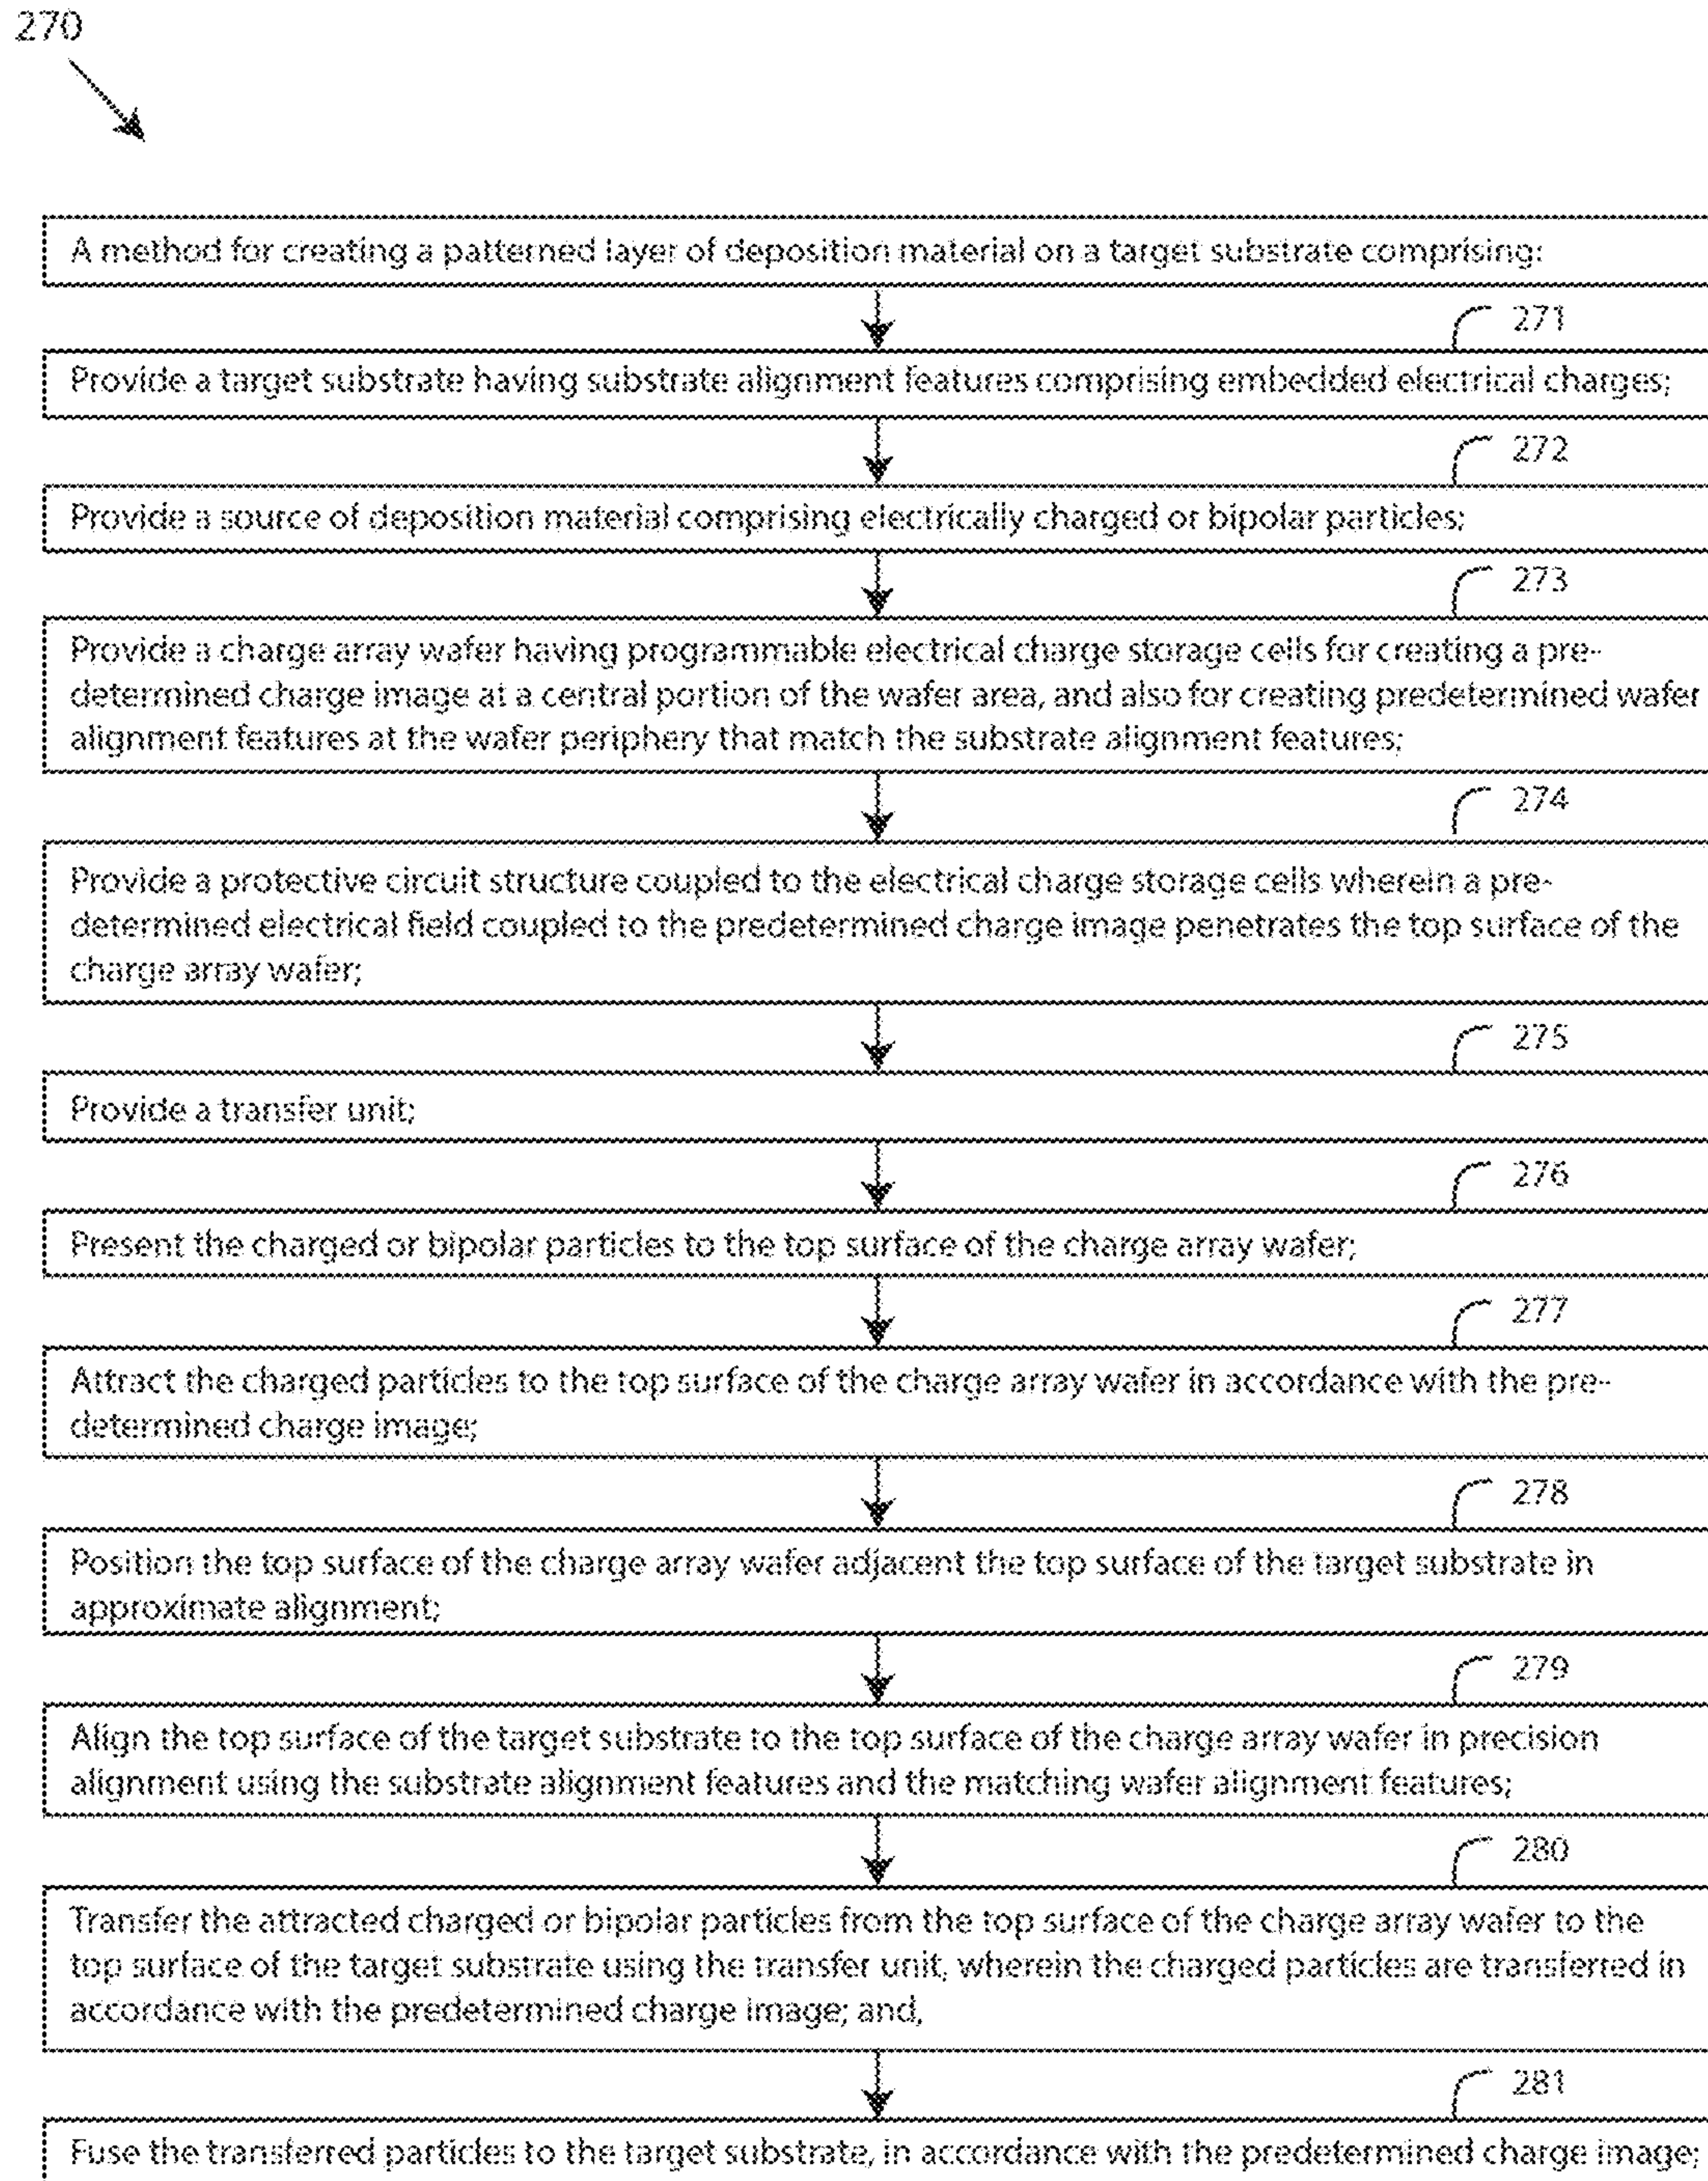 270
A method for creating a patterned layer of deposition material on a target substrate comprising:
271
Provide a target substrate having substrate alignment features comprising embedded electrical charges;
272
Provide a source of deposition material comprising electrically charged or bipolar particles;
273
Provide a charge array wafer having programmable electrical charge storage cells for creating a pre-
determined charge image at a central portion of the wafer area, and also for creating predetermined wafer
alignment features at the wafer periphery that match the substrate alignment features;
274
Provide a protective circuit structure coupled to the electrical charge storage cells wherein a pre-
determined electrical field coupled to the predetermined charge image penetrates the top surface of the
charge array wafer;
275
Provide a transfer unit;
276
Present the charged or bipolar particles to the top surface of the charge array wafer;
277
Attract the charged particles to the top surface of the charge array wafer in accordance with the pre-
determined charge image;
278
Position the top surface of the charge array wafer adjacent the top surface of the target substrate in
approximate alignment;
279
Align the top surface of the target substrate to the top surface of the charge array wafer in precision
alignment using the substrate alignment features and the matching wafer alignment features;
280
Transfer the attracted charged or bipolar particles from the top surface of the charge array wafer to the
top surface of the target substrate using the transfer unit, wherein the charged particles are transferred in
accordance with the predetermined charge image; and,
281
Fuse the transferred particles to the target substrate, in accordance with the predetermined charge image;